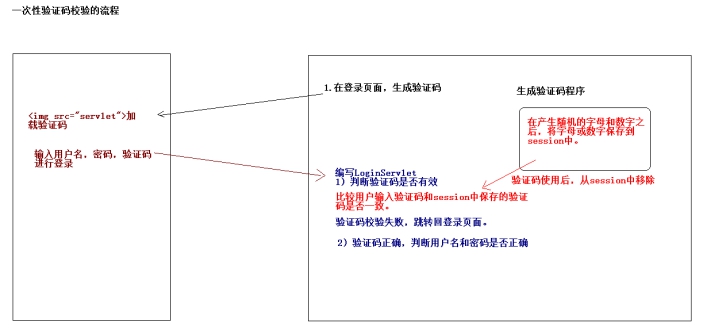 一次性验证码校验的流程
1.在登录页面，生成验证码
生成验证码程序
<img src="servlet">加
载验证码
在产生随机的字母和数字之
后，将字母或数字保存到
session中。
输入用户名，密码，验证码
进行登录
编写LoginServlet
1）判断验证码是否有效
验证码使用后，从session中移除
比较用户输入验证码和session中保存的验证
码是否一致。
验证码校验失败，跳转回登录页面。
2）验证码正确，判断用户名和密码是否正确